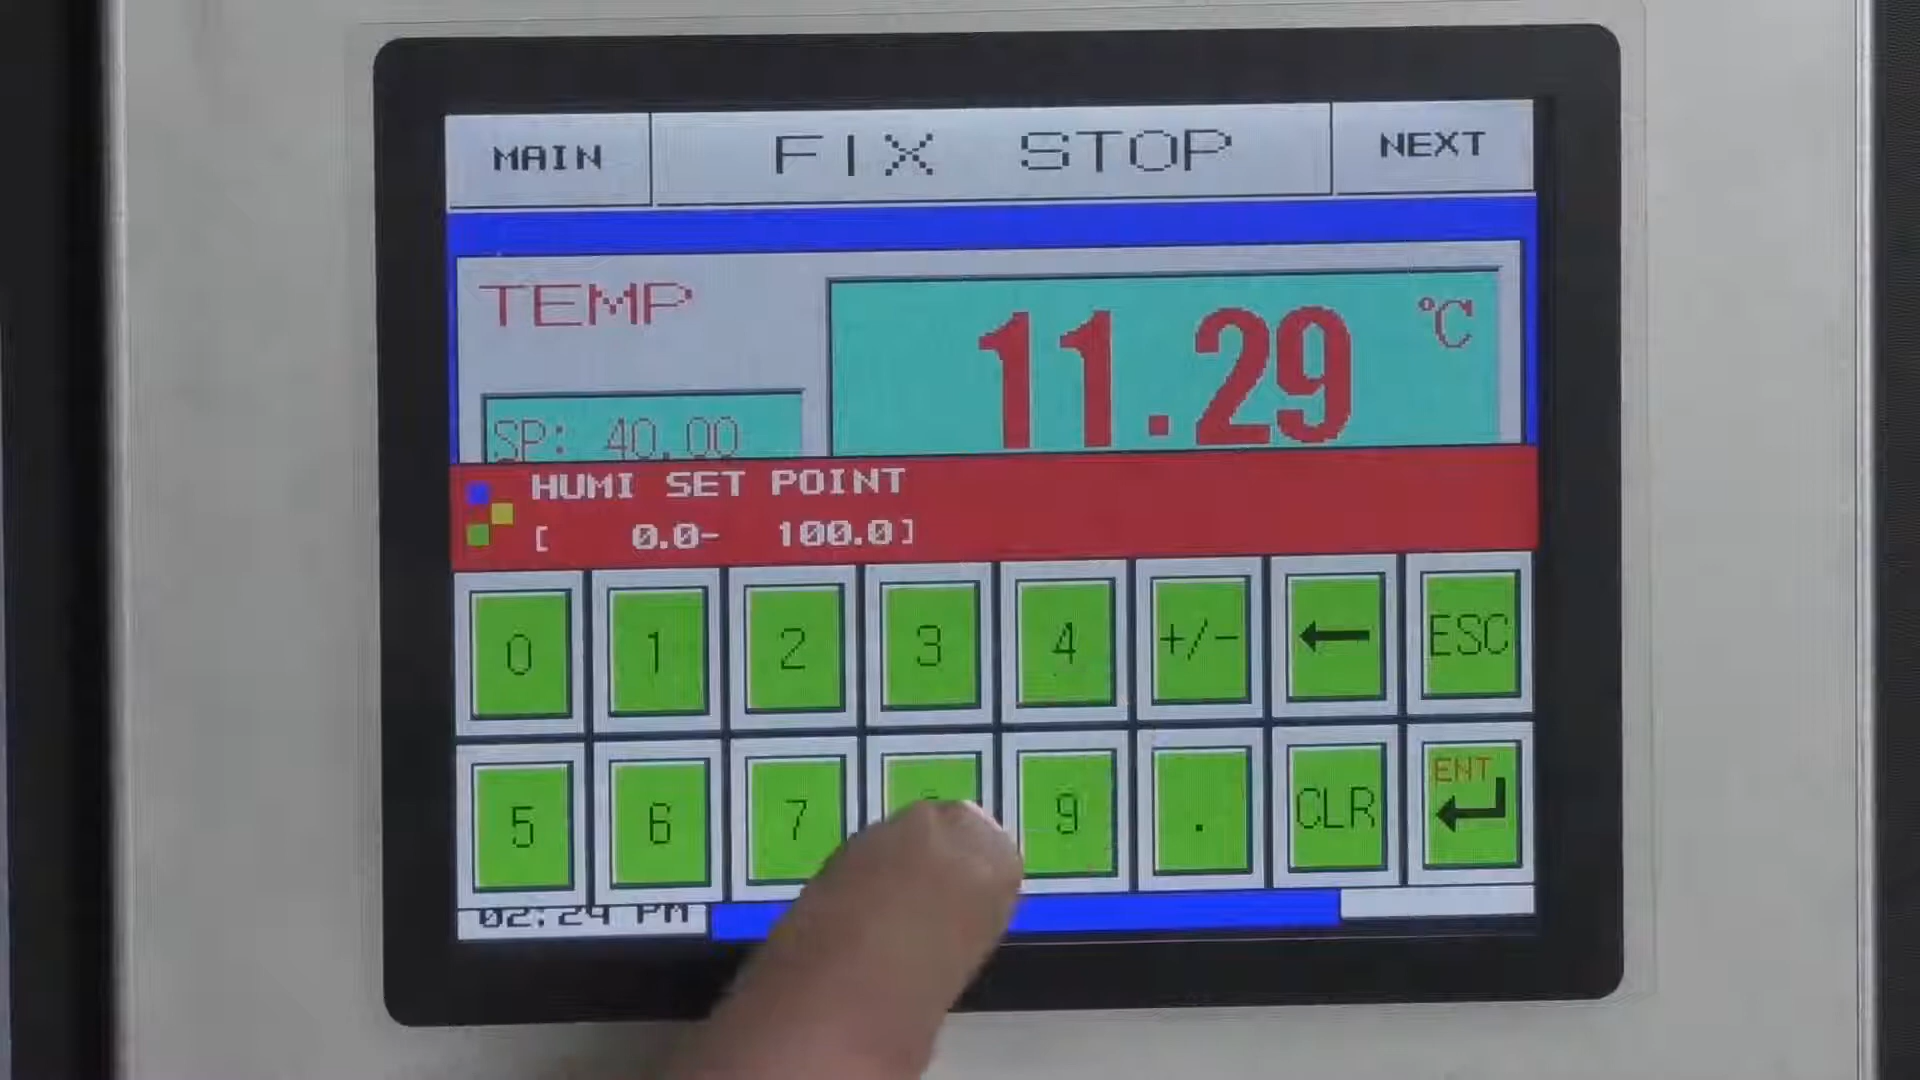 MAIN
FIX STOP
NEXT
TEMP
11.29 °C
SP: 40.00
HUMI SET POINT
[ 0.0- 100.0]
0 1 2 3 4 +/- ← ESC
5 6 7 9 . CLR ENT
02:29 PM